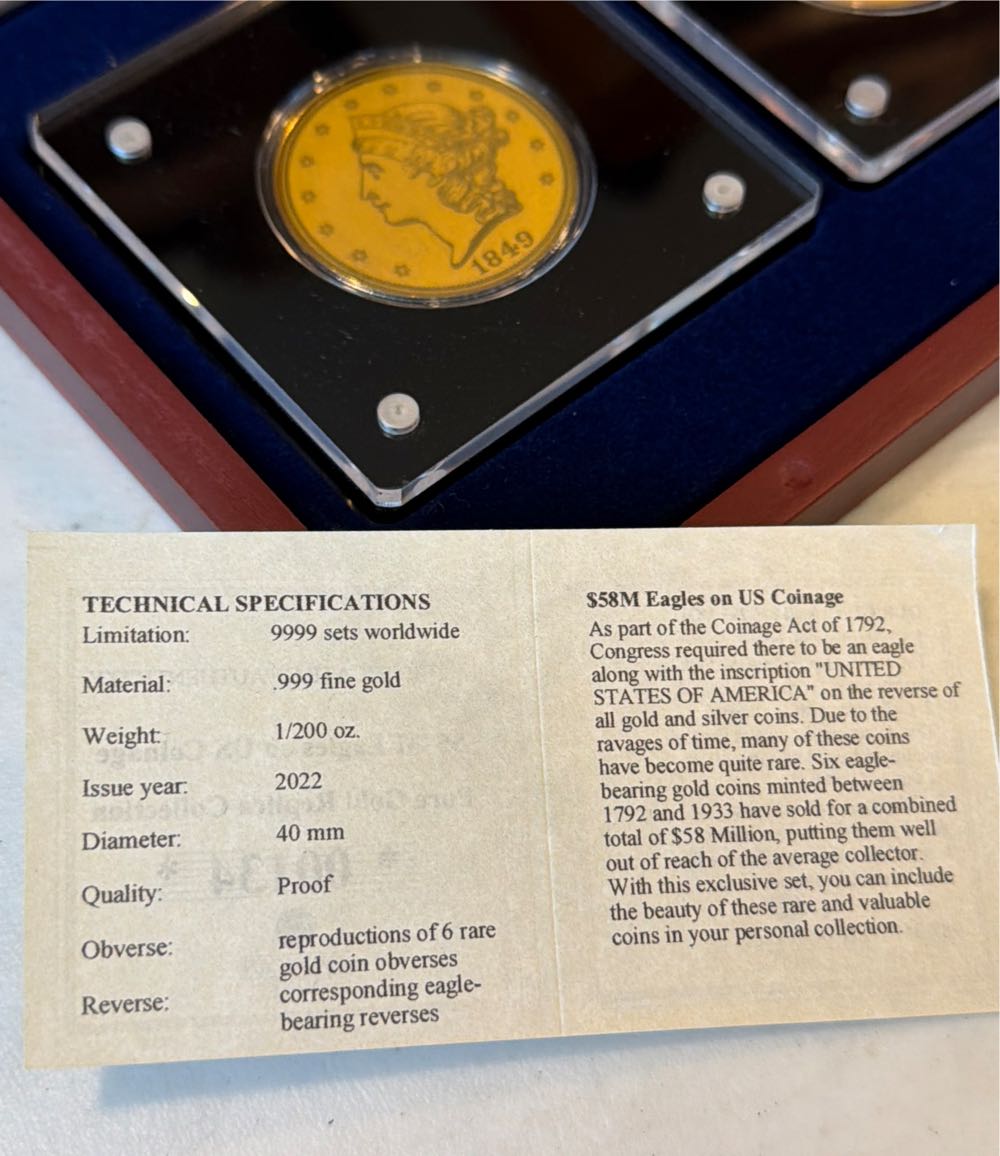 1849
TECHNICAL SPECIFICATIONS
Limitation: 9999 sets worldwide
Material: .999 fine gold
Weight: 1/200 oz.
Issue year: 2022
Diameter: 40 mm
Quality: Proof
Obverse: reproductions of 6 rare
gold coin obverses
Reverse: corresponding eagle-
bearing reverses
$58M Eagles on US Coinage
As part of the Coinage Act of 1792,
Congress required there to be an eagle
along with the inscription "UNITED
STATES OF AMERICA" on the reverse of
all gold and silver coins. Due to the
ravages of time, many of these coins
have become quite rare. Six eagle-
bearing gold coins minted between
1792 and 1933 have sold for a combined
total of $58 Million, putting them well
out of reach of the average collector.
With this exclusive set, you can include
the beauty of these rare and valuable
coins in your personal collection.